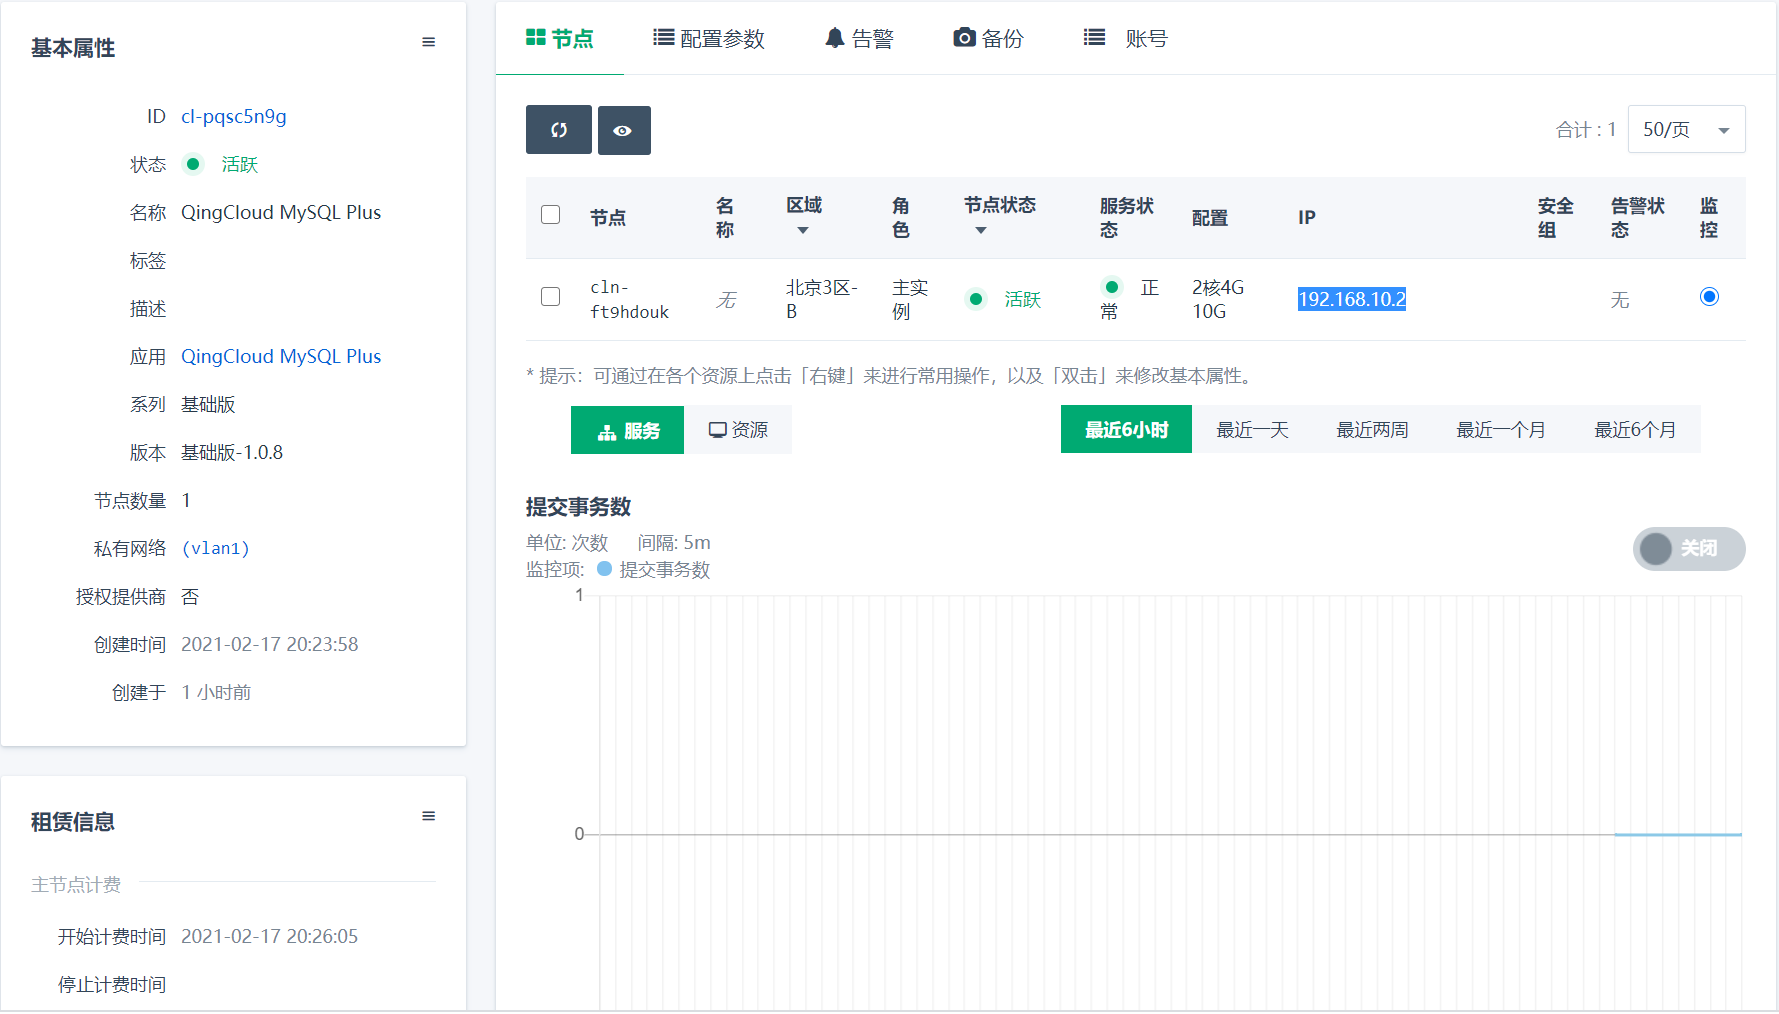 基本属性
ID cl-pqsc5n9g
状态 活跃
名称 QingCloud MySQL Plus
标签
描述
应用 QingCloud MySQL Plus
系列 基础版
版本 基础版-1.0.8
节点数量 1
私有网络 (vlan1)
授权提供商 否
创建时间 2021-02-17 20:23:58
创建于 1 小时前
租赁信息
主节点计费
开始计费时间 2021-02-17 20:26:05
停止计费时间
节点 配置参数 告警 备份 账号
合计 : 1 50/页
节点 名称 区域 角色 节点状态 服务状态 配置 IP 安全组 告警状态 监控
cln-ft9hdouk 无 北京3区-B 主实例 活跃 正常 2核4G 10G 192.168.10.2 无
* 提示：可通过在各个资源上点击「右键」来进行常用操作，以及「双击」来修改基本属性。
服务 资源 最近6小时 最近一天 最近两周 最近一个月 最近6个月
提交事务数
单位: 次数 间隔: 5m
关闭
监控项: 提交事务数
1
0